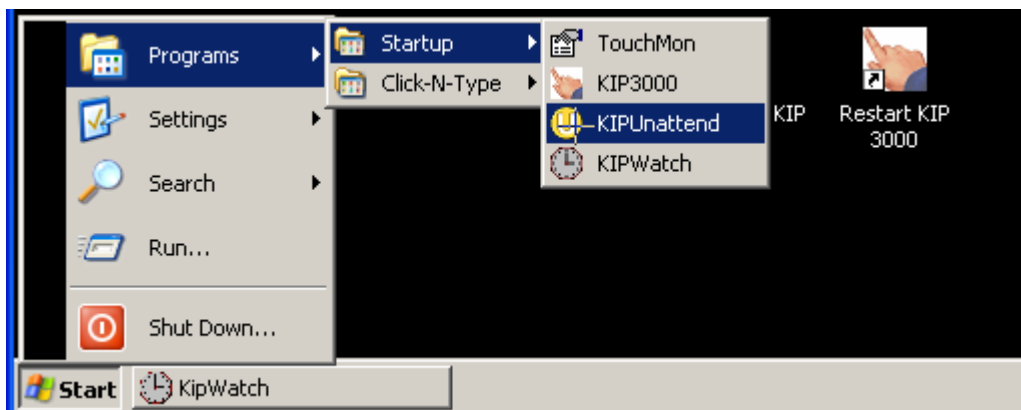 Programs
Settings
Search
Run...
Shut Down...
Startup
Click-N-Type
TouchMon
KIP3000
KIPUnattend
KIPWatch
KIP
Restart KIP
3000
Start
KipWatch